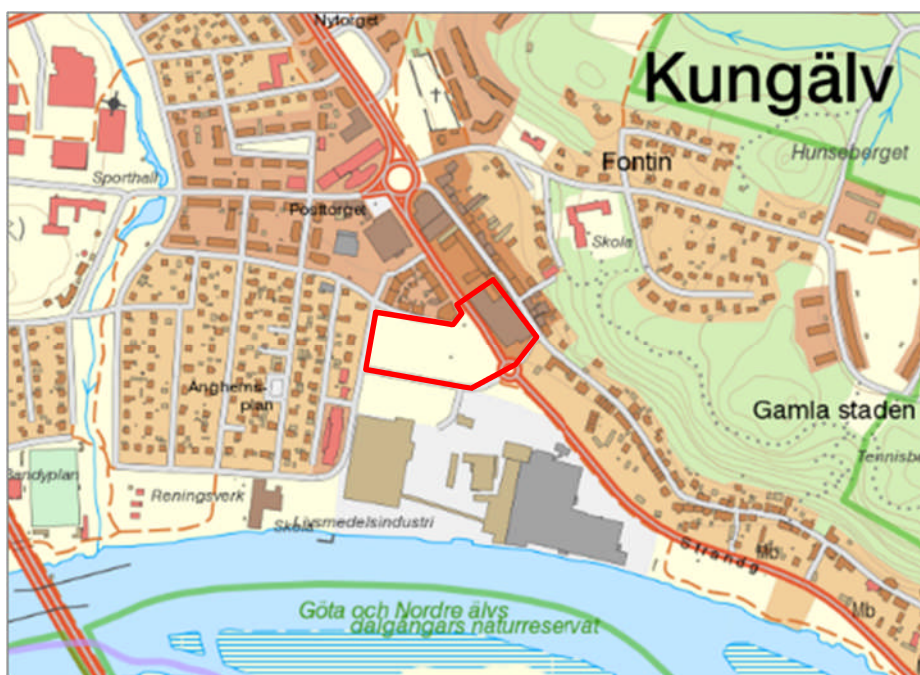 Nytorget
Kungälv
Fontin
Hunseberget
Sporthall
Posttorget
Skola
Änghems-
plan
Gamla staden
Bandyplan
Reningsverk
Skola
Livsmedelsindustri
Strandg
Mb
Mb
Göta och Nordre älvs
dalgångars naturreservat